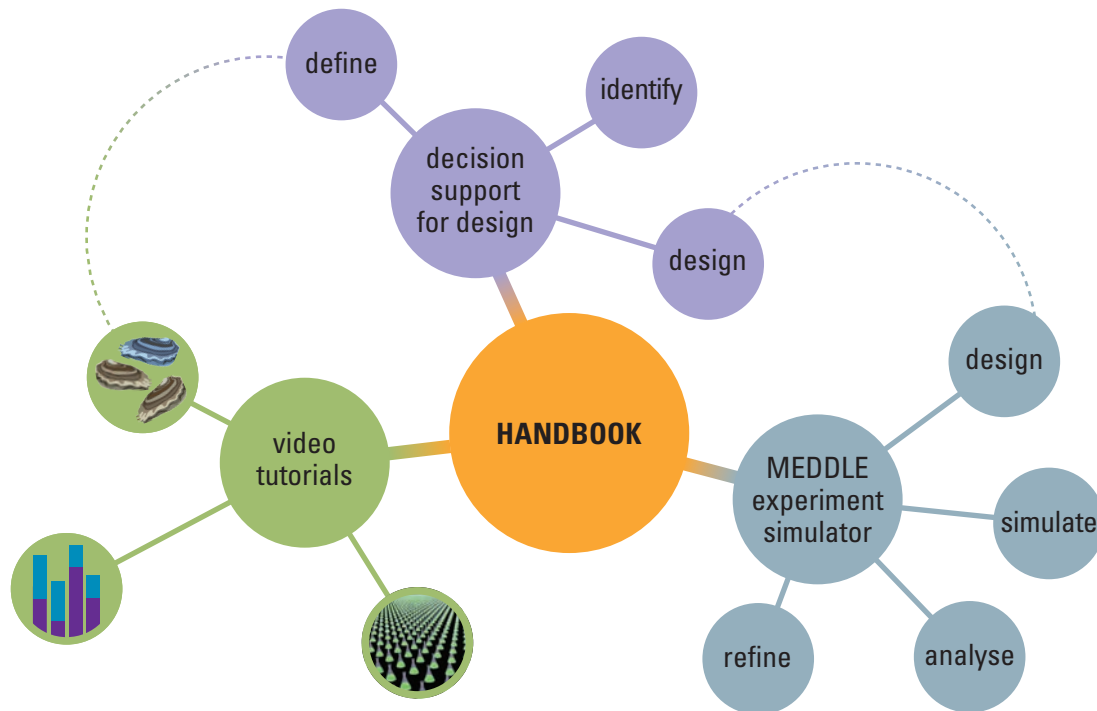 define
identify
decision
support
for design
design
HANDBOOK
video
tutorials
design
MEDDLE
experiment
simulator
simulate
refine
analyse